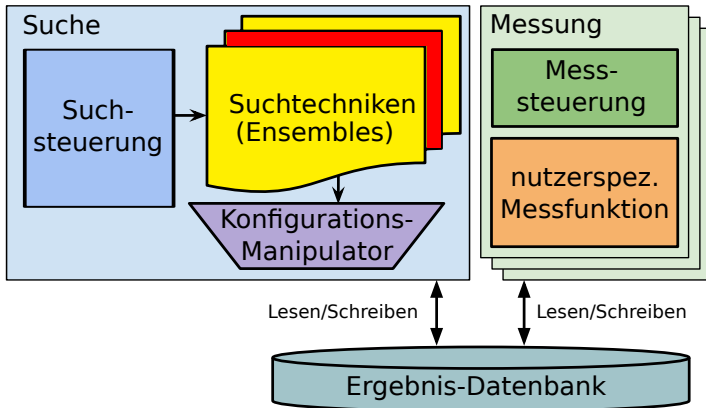 Suche
Such-
steuerung
Suchtechniken
(Ensembles)
Konfigurations-
Manipulator
Messung
Mess-
steuerung
nutzerspez.
Messfunktion
Lesen/Schreiben
Lesen/Schreiben
Ergebnis-Datenbank